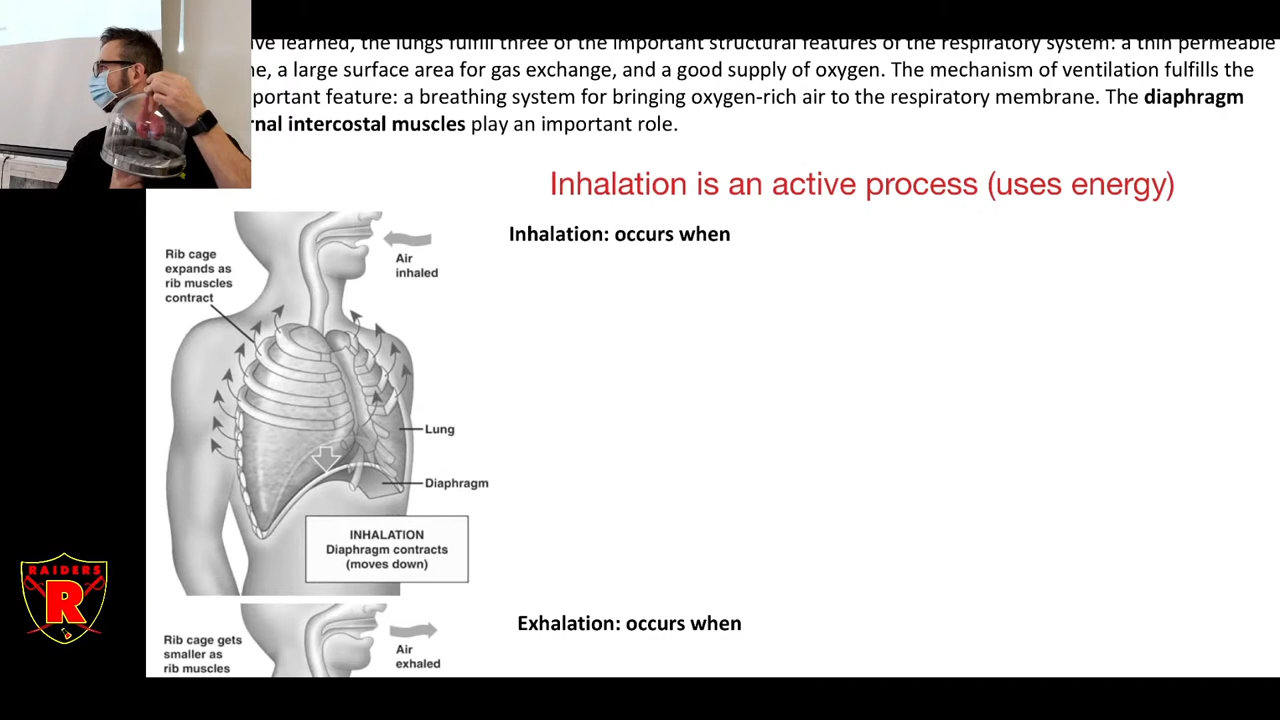 ve learned, the lungs fulfill three of the important structural features of the respiratory system: a thin permeable
e, a large surface area for gas exchange, and a good supply of oxygen. The mechanism of ventilation fulfills the
portant feature: a breathing system for bringing oxygen-rich air to the respiratory membrane. The diaphragm
rnal intercostal muscles play an important role.
Inhalation is an active process (uses energy)
Inhalation: occurs when
Rib cage
expands as
rib muscles
contract
Air
inhaled
Lung
Diaphragm
INHALATION
Diaphragm contracts
(moves down)
RAIDERS
R
Exhalation: occurs when
Rib cage gets
smaller as
rib muscles
Air
exhaled